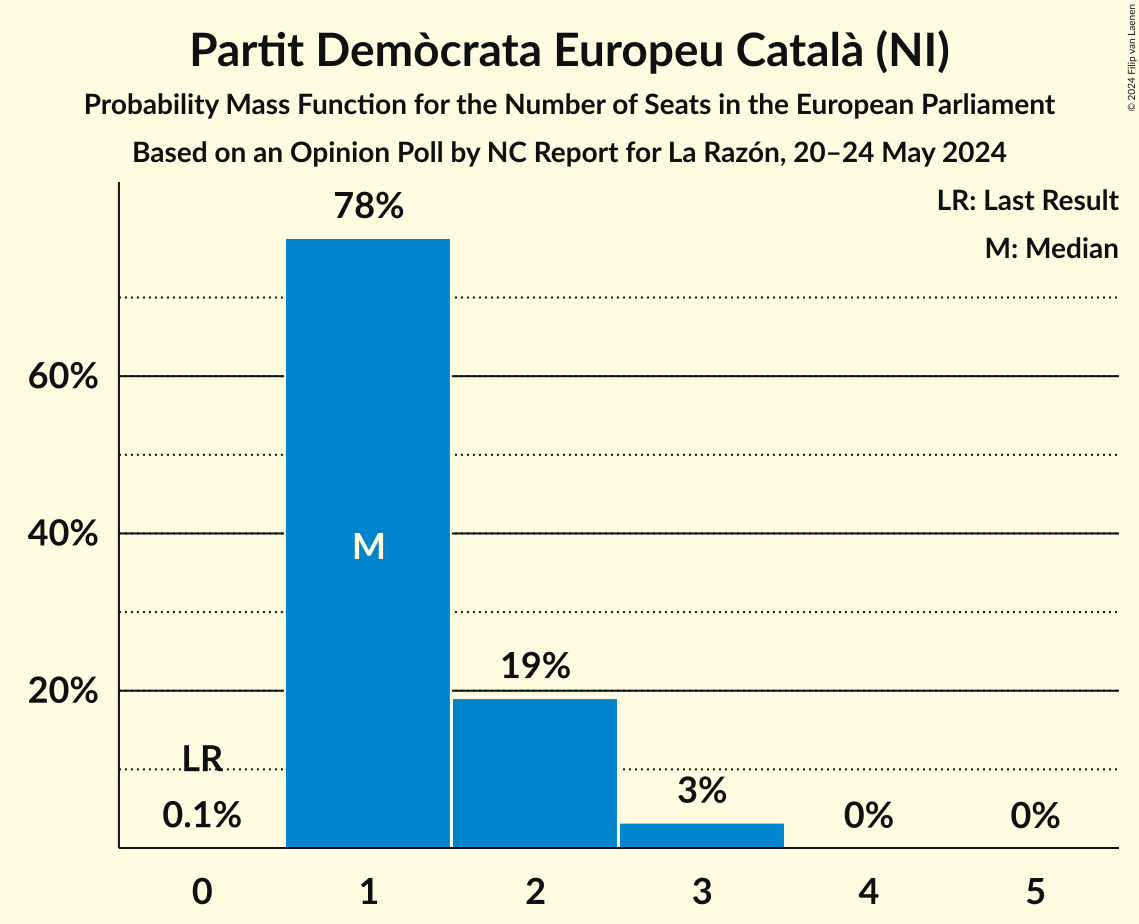 Partit Demòcrata Europeu Català (NI)
Probability Mass Function for the Number of Seats in the European Parliament
Based on an Opinion Poll by NC Report for La Razón, 20–24 May 2024
© 2024 Filip van Laenen
LR: Last Result
M: Median
78%
60%
40%
M
19%
20%
LR
3%
0.1%
0%
0%
0
1
2
3
4
5